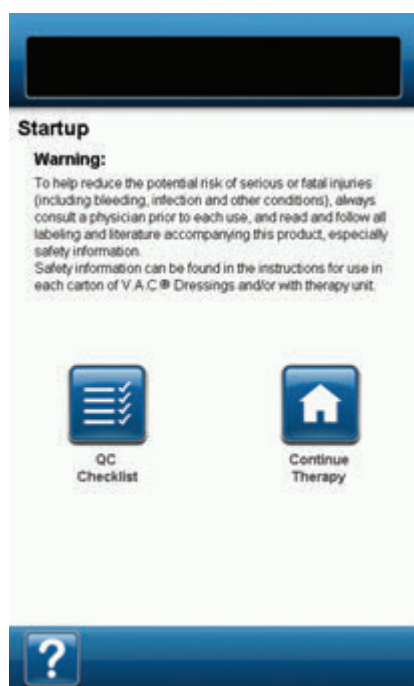 Startup
Warning:
To help reduce the potential risk of serious or fatal injuries
(including bleeding, infection and other conditions), always
consult a physician prior to each use, and read and follow all
labeling and literature accompanying this product, especially
safety information.
Safety information can be found in the instructions for use in
each carton of V.A.C® Dressings and/or with therapy unit.
QC
Checklist
Continue
Therapy
?